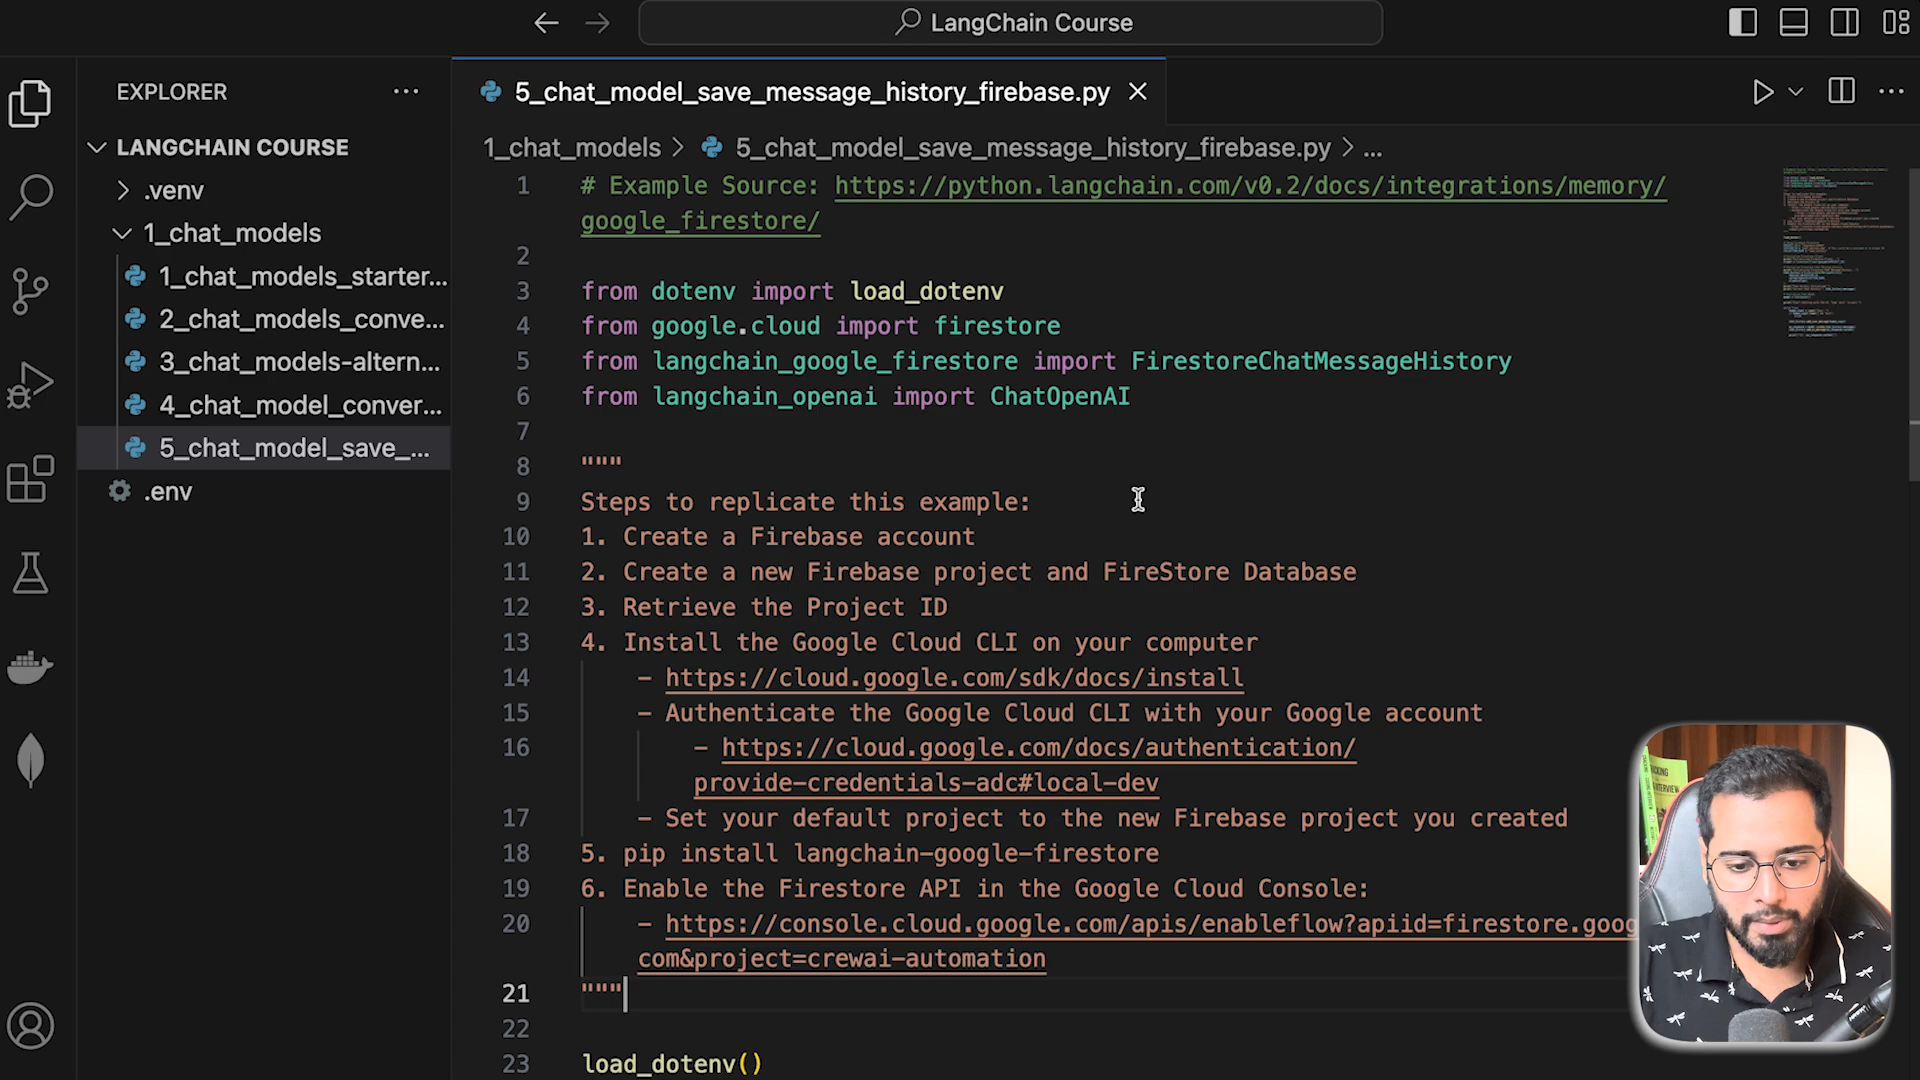 LangChain Course
EXPLORER
5_chat_model_save_message_history_firebase.py
LANGCHAIN COURSE
.venv
1_chat_models
1_chat_models_starter...
2_chat_models_conve...
3_chat_models-altern...
4_chat_model_conver...
5_chat_model_save_...
.env
1_chat_models > 5_chat_model_save_message_history_firebase.py > ...
1 # Example Source: https://python.langchain.com/v0.2/docs/integrations/memory/
google_firestore/
2
3 from dotenv import load_dotenv
4 from google.cloud import firestore
5 from langchain_google_firestore import FirestoreChatMessageHistory
6 from langchain_openai import ChatOpenAI
7
8 """
9 Steps to replicate this example:
10 1. Create a Firebase account
11 2. Create a new Firebase project and FireStore Database
12 3. Retrieve the Project ID
13 4. Install the Google Cloud CLI on your computer
14 - https://cloud.google.com/sdk/docs/install
15 - Authenticate the Google Cloud CLI with your Google account
16 - https://cloud.google.com/docs/authentication/
provide-credentials-adc#local-dev
17 - Set your default project to the new Firebase project you created
18 5. pip install langchain-google-firestore
19 6. Enable the Firestore API in the Google Cloud Console:
20 - https://console.cloud.google.com/apis/enableflow?apiid=firestore.goog
com&project=crewai-automation
21 """
22
23 load_dotenv()